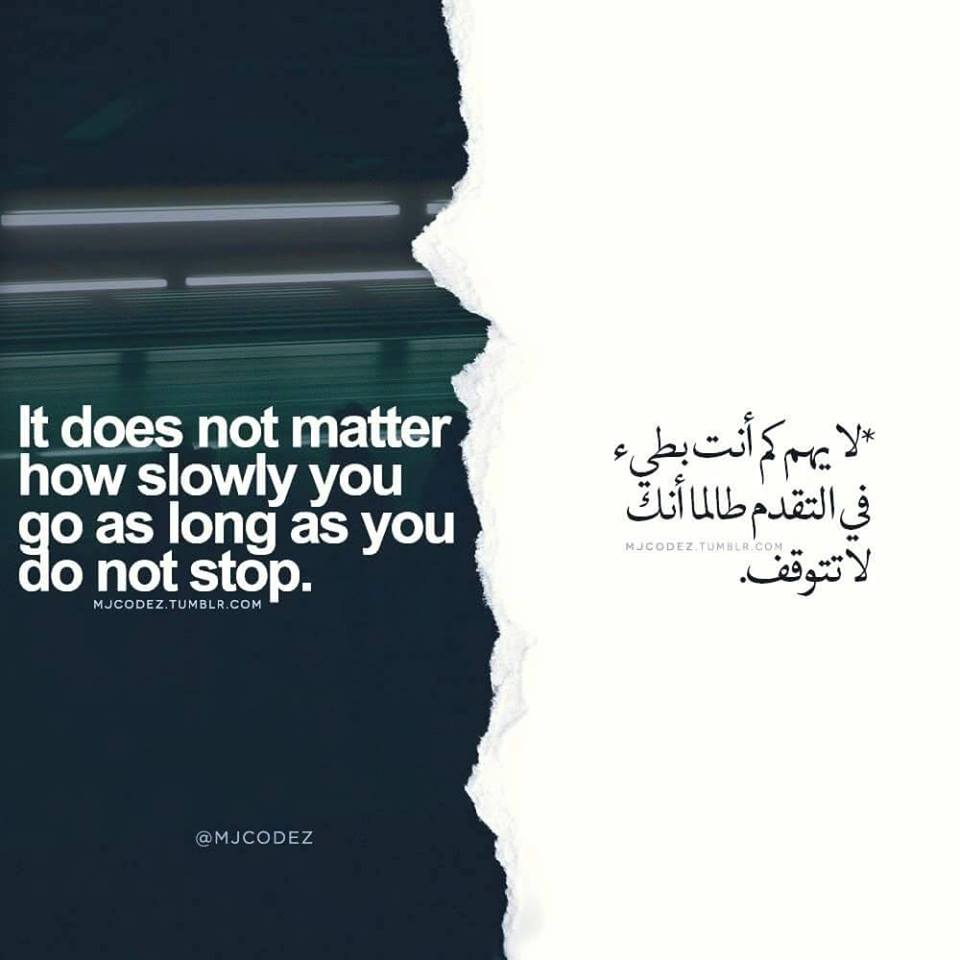 It does not matter
how slowly you
go as long as you
do not stop.
MJCODEZ.TUMBLR.COM
@MJCODEZ
*لا يهم كم أنت بطيء
في التقدم طالما أنك
MJCODEZ.TUMBLR.COM
لا تتوقف.